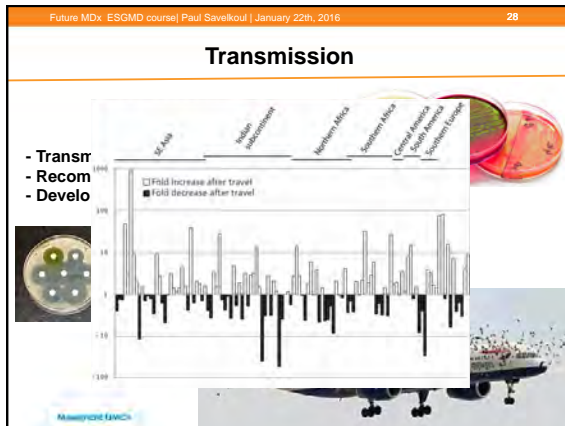 Future MDx ESGMD course| Paul Savelkoul | January 22th, 2016
28
Transmission
SE Asia
Indian
subcontinent
Northern Africa
Southern Africa
Central America
South America
Southern Europe
- Transm
- Recom
- Develo
Fold increase after travel
Fold decrease after travel
1000
100
10
1
-10
-100